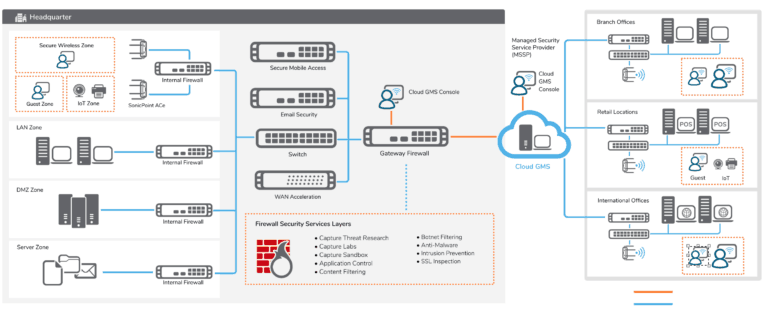 Headquarter
Secure Wireless Zone
Guest Zone
IoT Zone
SonicPoint ACe
Internal Firewall
LAN Zone
Internal Firewall
DMZ Zone
Internal Firewall
Server Zone
Internal Firewall
Secure Mobile Access
Email Security
Switch
WAN Acceleration
Cloud GMS Console
Gateway Firewall
Firewall Security Services Layers
• Capture Threat Research
• Capture Labs
• Capture Sandbox
• Application Control
• Content Filtering
• Botnet Filtering
• Anti-Malware
• Intrusion Prevention
• SSL Inspection
Managed Security
Service Provider
(MSSP)
Cloud
GMS
Console
Cloud GMS
Branch Offices
Retail Locations
POS
POS
Guest
IoT
International Offices